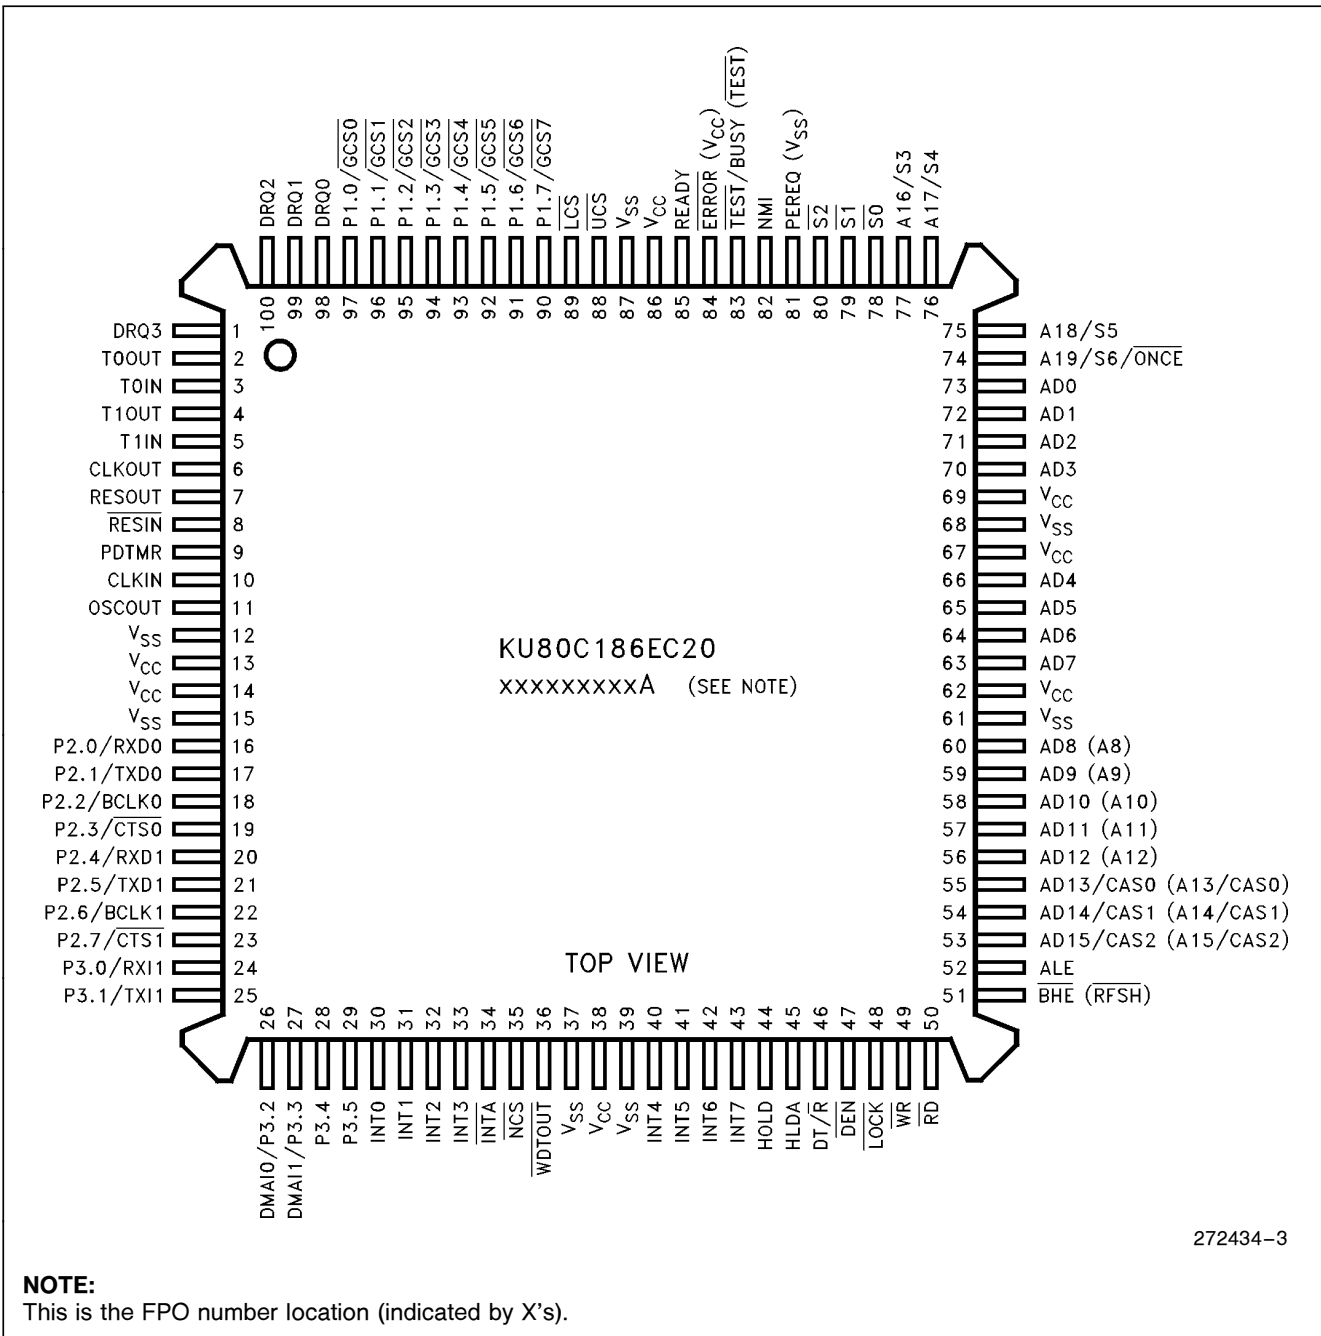 DRQ2
DRQ1
DRQ0
P1.0/GCS0
P1.1/GCS1
P1.2/GCS2
P1.3/GCS3
P1.4/GCS4
P1.5/GCS5
P1.6/GCS6
P1.7/GCS7
LCS
UCS
VSS
VCC
READY
ERROR (VCC)
TEST/BUSY (TEST)
NMI
PEREQ (VSS)
S2
S1
S0
A16/S3
A17/S4
100 99 98 97 96 95 94 93 92 91 90 89 88 87 86 85 84 83 82 81 80 79 78 77 76
DRQ3 1
T0OUT 2
T0IN 3
T1OUT 4
T1IN 5
CLKOUT 6
RESOUT 7
RESIN 8
PDTMR 9
CLKIN 10
OSCOUT 11
VSS 12
VCC 13
VCC 14
VSS 15
P2.0/RXD0 16
P2.1/TXD0 17
P2.2/BCLK0 18
P2.3/CTS0 19
P2.4/RXD1 20
P2.5/TXD1 21
P2.6/BCLK1 22
P2.7/CTS1 23
P3.0/RXI1 24
P3.1/TXI1 25
KU80C186EC20
XXXXXXXXXA (SEE NOTE)
TOP VIEW
75 A18/S5
74 A19/S6/ONCE
73 AD0
72 AD1
71 AD2
70 AD3
69 VCC
68 VSS
67 VCC
66 AD4
65 AD5
64 AD6
63 AD7
62 VCC
61 VSS
60 AD8 (A8)
59 AD9 (A9)
58 AD10 (A10)
57 AD11 (A11)
56 AD12 (A12)
55 AD13/CAS0 (A13/CAS0)
54 AD14/CAS1 (A14/CAS1)
53 AD15/CAS2 (A15/CAS2)
52 ALE
51 BHE (RFSH)
26 27 28 29 30 31 32 33 34 35 36 37 38 39 40 41 42 43 44 45 46 47 48 49 50
DMAI0/P3.2
DMAI1/P3.3
P3.4
P3.5
INT0
INT1
INT2
INT3
INTA
NCS
WDTOUT
VSS
VCC
VSS
INT4
INT5
INT6
INT7
HOLD
HLDA
DT/R
DEN
LOCK
WR
RD
272434–3
NOTE:
This is the FPO number location (indicated by X's).